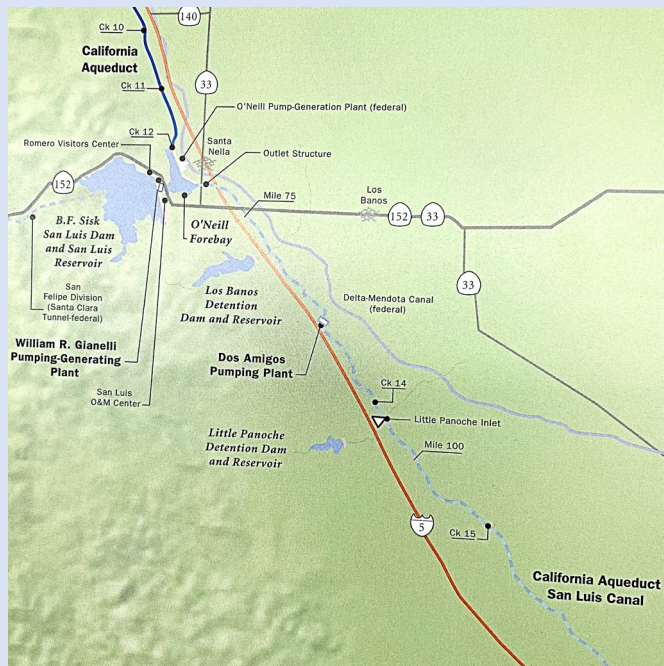 140
Ck 10
California
Aqueduct
33
Ck 11
O'Neill Pump-Generation Plant (federal)
Ck 12
Romero Visitors Center
Santa
Nella
Outlet Structure
152
Mile 75
Los
Banos
152
33
B.F. Sisk
San Luis Dam
and San Luis
Reservoir
O'Neill
Forebay
San
Felipe Division
(Santa Clara
Tunnel-federal)
Los Banos
Detention
Dam and Reservoir
33
Delta-Mendota Canal
(federal)
William R. Gianelli
Pumping-Generating
Plant
Dos Amigos
Pumping Plant
San Luis
O&M Center
Ck 14
Little Panoche Inlet
Little Panoche
Detention Dam
and Reservoir
Mile 100
5
Ck 15
California Aqueduct
San Luis Canal